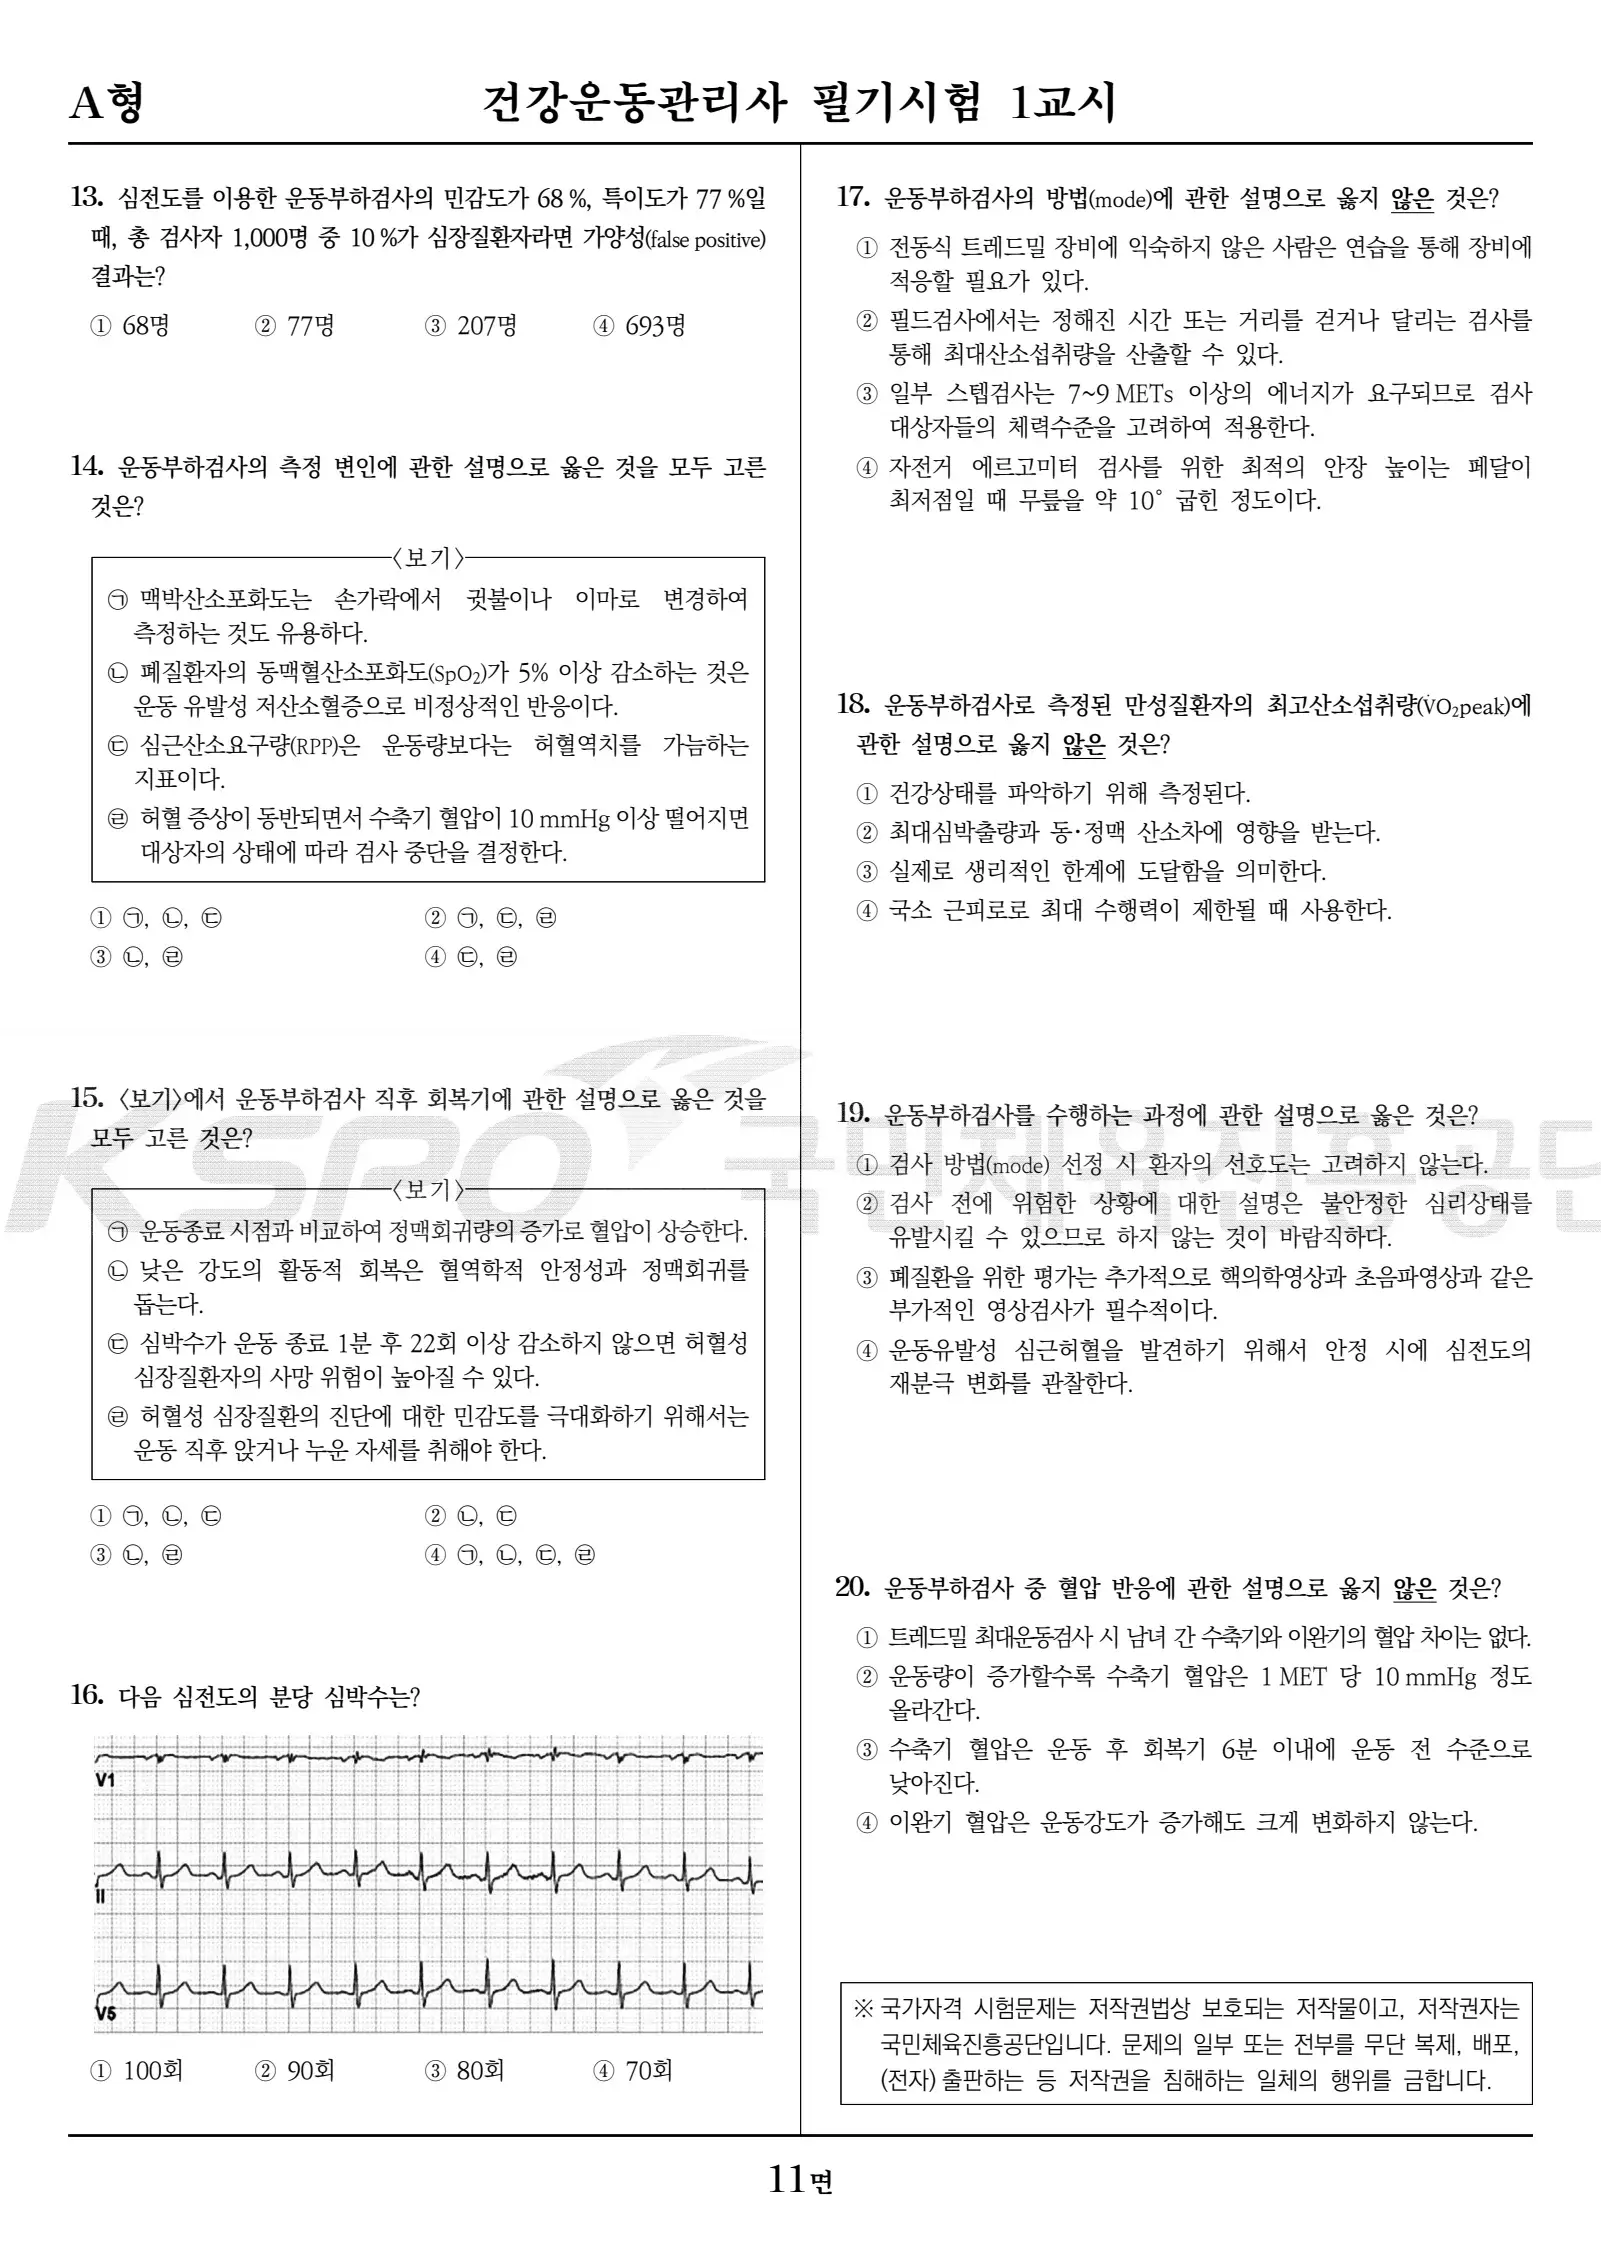 A형
건강운동관리사 필기시험 1교시
13. 심전도를 이용한 운동부하검사의 민감도가 68 %, 특이도가 77 %일
때, 총 검사자 1,000명 중 10 %가 심장질환자라면 가양성(false positive)
결과는?
① 68명 ② 77명 ③ 207명 ④ 693명
14. 운동부하검사의 측정 변인에 관한 설명으로 옳은 것을 모두 고른
것은?
〈보기〉
㉠ 맥박산소포화도는 손가락에서 귓불이나 이마로 변경하여
측정하는 것도 유용하다.
㉡ 폐질환자의 동맥혈산소포화도(SpO₂)가 5% 이상 감소하는 것은
운동 유발성 저산소혈증으로 비정상적인 반응이다.
㉢ 심근산소요구량(RPP)은 운동량보다는 허혈역치를 가늠하는
지표이다.
㉣ 허혈 증상이 동반되면서 수축기 혈압이 10 mmHg 이상 떨어지면
대상자의 상태에 따라 검사 중단을 결정한다.
① ㉠, ㉡, ㉢ ② ㉠, ㉢, ㉣
③ ㉡, ㉣ ④ ㉢, ㉣
15. 〈보기〉에서 운동부하검사 직후 회복기에 관한 설명으로 옳은 것을
모두 고른 것은?
〈보기〉
㉠ 운동종료 시점과 비교하여 정맥회귀량의 증가로 혈압이 상승한다.
㉡ 낮은 강도의 활동적 회복은 혈역학적 안정성과 정맥회귀를
돕는다.
㉢ 심박수가 운동 종료 1분 후 22회 이상 감소하지 않으면 허혈성
심장질환자의 사망 위험이 높아질 수 있다.
㉣ 허혈성 심장질환의 진단에 대한 민감도를 극대화하기 위해서는
운동 직후 앉거나 누운 자세를 취해야 한다.
① ㉠, ㉡, ㉢ ② ㉡, ㉢
③ ㉡, ㉣ ④ ㉠, ㉡, ㉢, ㉣
16. 다음 심전도의 분당 심박수는?
V1
II
V5
① 100회 ② 90회 ③ 80회 ④ 70회
17. 운동부하검사의 방법(mode)에 관한 설명으로 옳지 않은 것은?
① 전동식 트레드밀 장비에 익숙하지 않은 사람은 연습을 통해 장비에
적응할 필요가 있다.
② 필드검사에서는 정해진 시간 또는 거리를 걷거나 달리는 검사를
통해 최대산소섭취량을 산출할 수 있다.
③ 일부 스텝검사는 7~9 METs 이상의 에너지가 요구되므로 검사
대상자들의 체력수준을 고려하여 적용한다.
④ 자전거 에르고미터 검사를 위한 최적의 안장 높이는 페달이
최저점일 때 무릎을 약 10° 굽힌 정도이다.
18. 운동부하검사로 측정된 만성질환자의 최고산소섭취량(V̇O₂peak)에
관한 설명으로 옳지 않은 것은?
① 건강상태를 파악하기 위해 측정된다.
② 최대심박출량과 동·정맥 산소차에 영향을 받는다.
③ 실제로 생리적인 한계에 도달함을 의미한다.
④ 국소 근피로로 최대 수행력이 제한될 때 사용한다.
19. 운동부하검사를 수행하는 과정에 관한 설명으로 옳은 것은?
① 검사 방법(mode) 선정 시 환자의 선호도는 고려하지 않는다.
② 검사 전에 위험한 상황에 대한 설명은 불안정한 심리상태를
유발시킬 수 있으므로 하지 않는 것이 바람직하다.
③ 폐질환을 위한 평가는 추가적으로 핵의학영상과 초음파영상과 같은
부가적인 영상검사가 필수적이다.
④ 운동유발성 심근허혈을 발견하기 위해서 안정 시에 심전도의
재분극 변화를 관찰한다.
20. 운동부하검사 중 혈압 반응에 관한 설명으로 옳지 않은 것은?
① 트레드밀 최대운동검사 시 남녀 간 수축기와 이완기의 혈압 차이는 없다.
② 운동량이 증가할수록 수축기 혈압은 1 MET 당 10 mmHg 정도
올라간다.
③ 수축기 혈압은 운동 후 회복기 6분 이내에 운동 전 수준으로
낮아진다.
④ 이완기 혈압은 운동강도가 증가해도 크게 변화하지 않는다.
※ 국가자격 시험문제는 저작권법상 보호되는 저작물이고, 저작권자는
국민체육진흥공단입니다. 문제의 일부 또는 전부를 무단 복제, 배포,
(전자) 출판하는 등 저작권을 침해하는 일체의 행위를 금합니다.
KSPO 국민체육진흥공단
11면